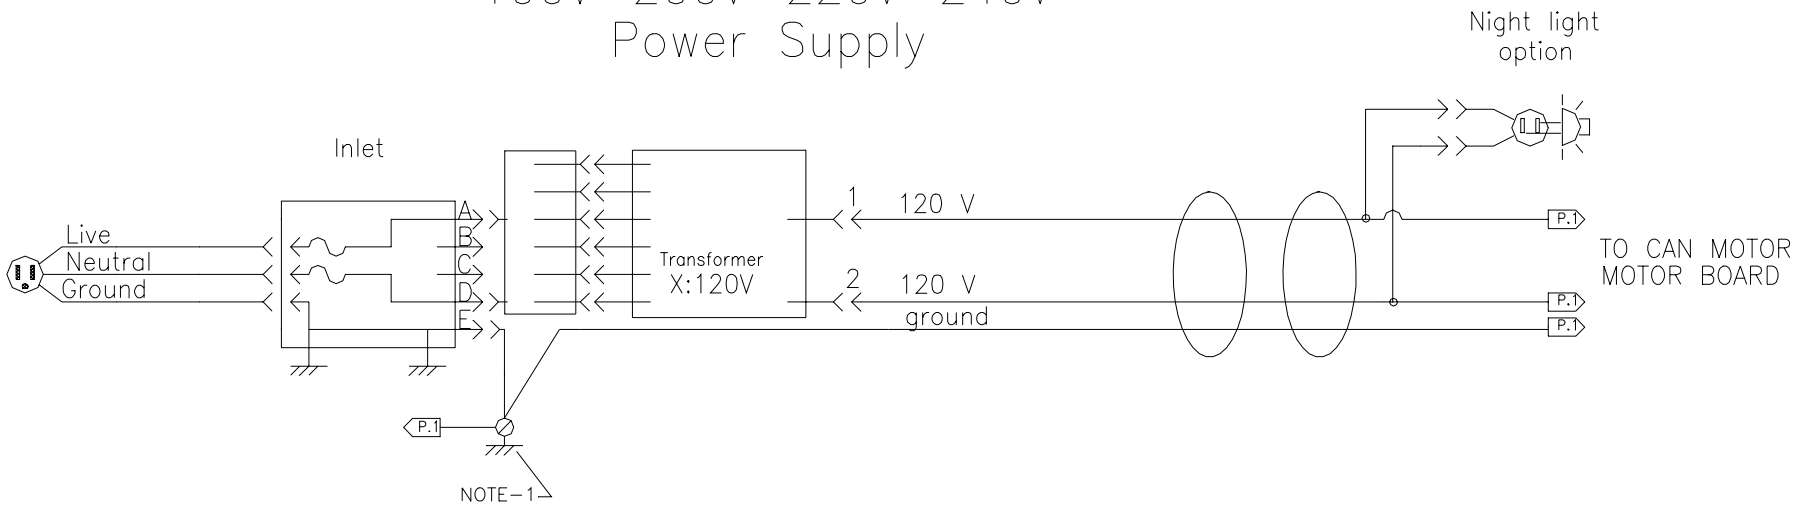 Power Supply
Night light
option
Inlet
Live
Neutral
Ground
A
B
C
D
E
Transformer
X:120V
1
120 V
2
120 V
ground
P.1
P.1
P.1
TO CAN MOTOR
MOTOR BOARD
P.1
NOTE-1